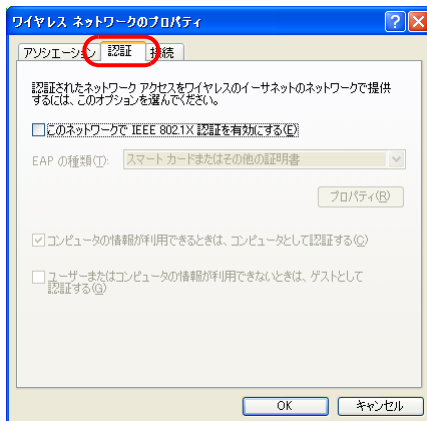 ワイヤレス ネットワークのプロパティ
アソシエーション 認証 接続
認証されたネットワーク アクセスをワイヤレスのイーサネットのネットワークで提供
するには、このオプションを選んでください。
このネットワークで IEEE 802.1X 認証を有効にする(E)
EAP の種類(T): スマート カードまたはその他の証明書
プロパティ(R)
コンピュータの情報が利用できるときは、コンピュータとして認証する(C)
ユーザーまたはコンピュータの情報が利用できないときは、ゲストとして
認証する(G)
OK キャンセル